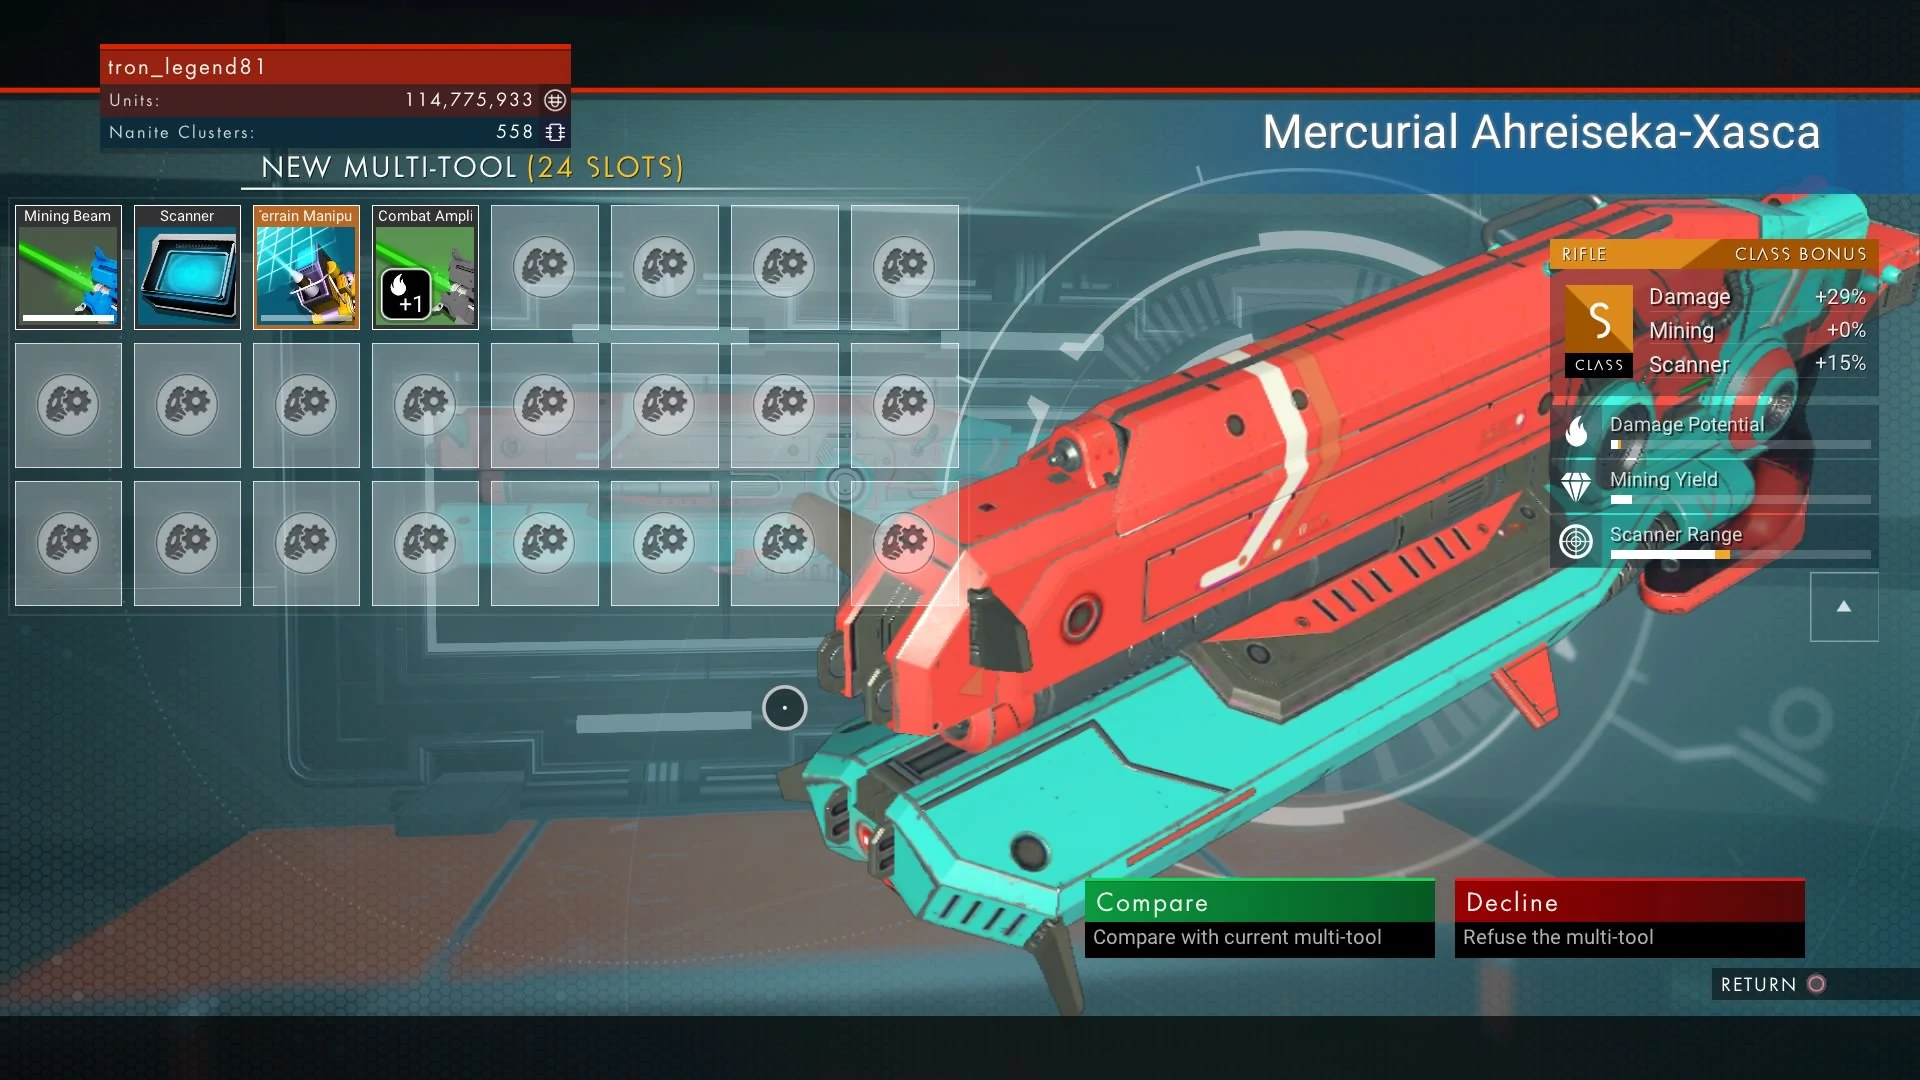 tron_legend81
Units: 114,775,933
Nanite Clusters: 558
NEW MULTI-TOOL (24 SLOTS)
Mercurial Ahreiseka-Xasca
Mining Beam
Scanner
errain Manipu
Combat Ampli
+1
RIFLE CLASS BONUS
S
CLASS
Damage +29%
Mining +0%
Scanner +15%
Damage Potential
Mining Yield
Scanner Range
Compare
Compare with current multi-tool
Decline
Refuse the multi-tool
RETURN